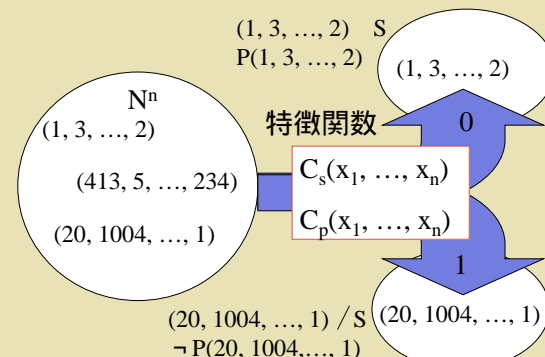 (1, 3, …, 2) S
P(1, 3, …, 2)
(1, 3, …, 2)
Nⁿ
(1, 3, …, 2)
(413, 5, …, 234)
(20, 1004, …, 1)
特徴関数
0
Cₛ(x₁, …, xₙ)
Cₚ(x₁, …, xₙ)
1
(20, 1004, …, 1) / S
¬ P(20, 1004,…, 1)
(20, 1004, …, 1)